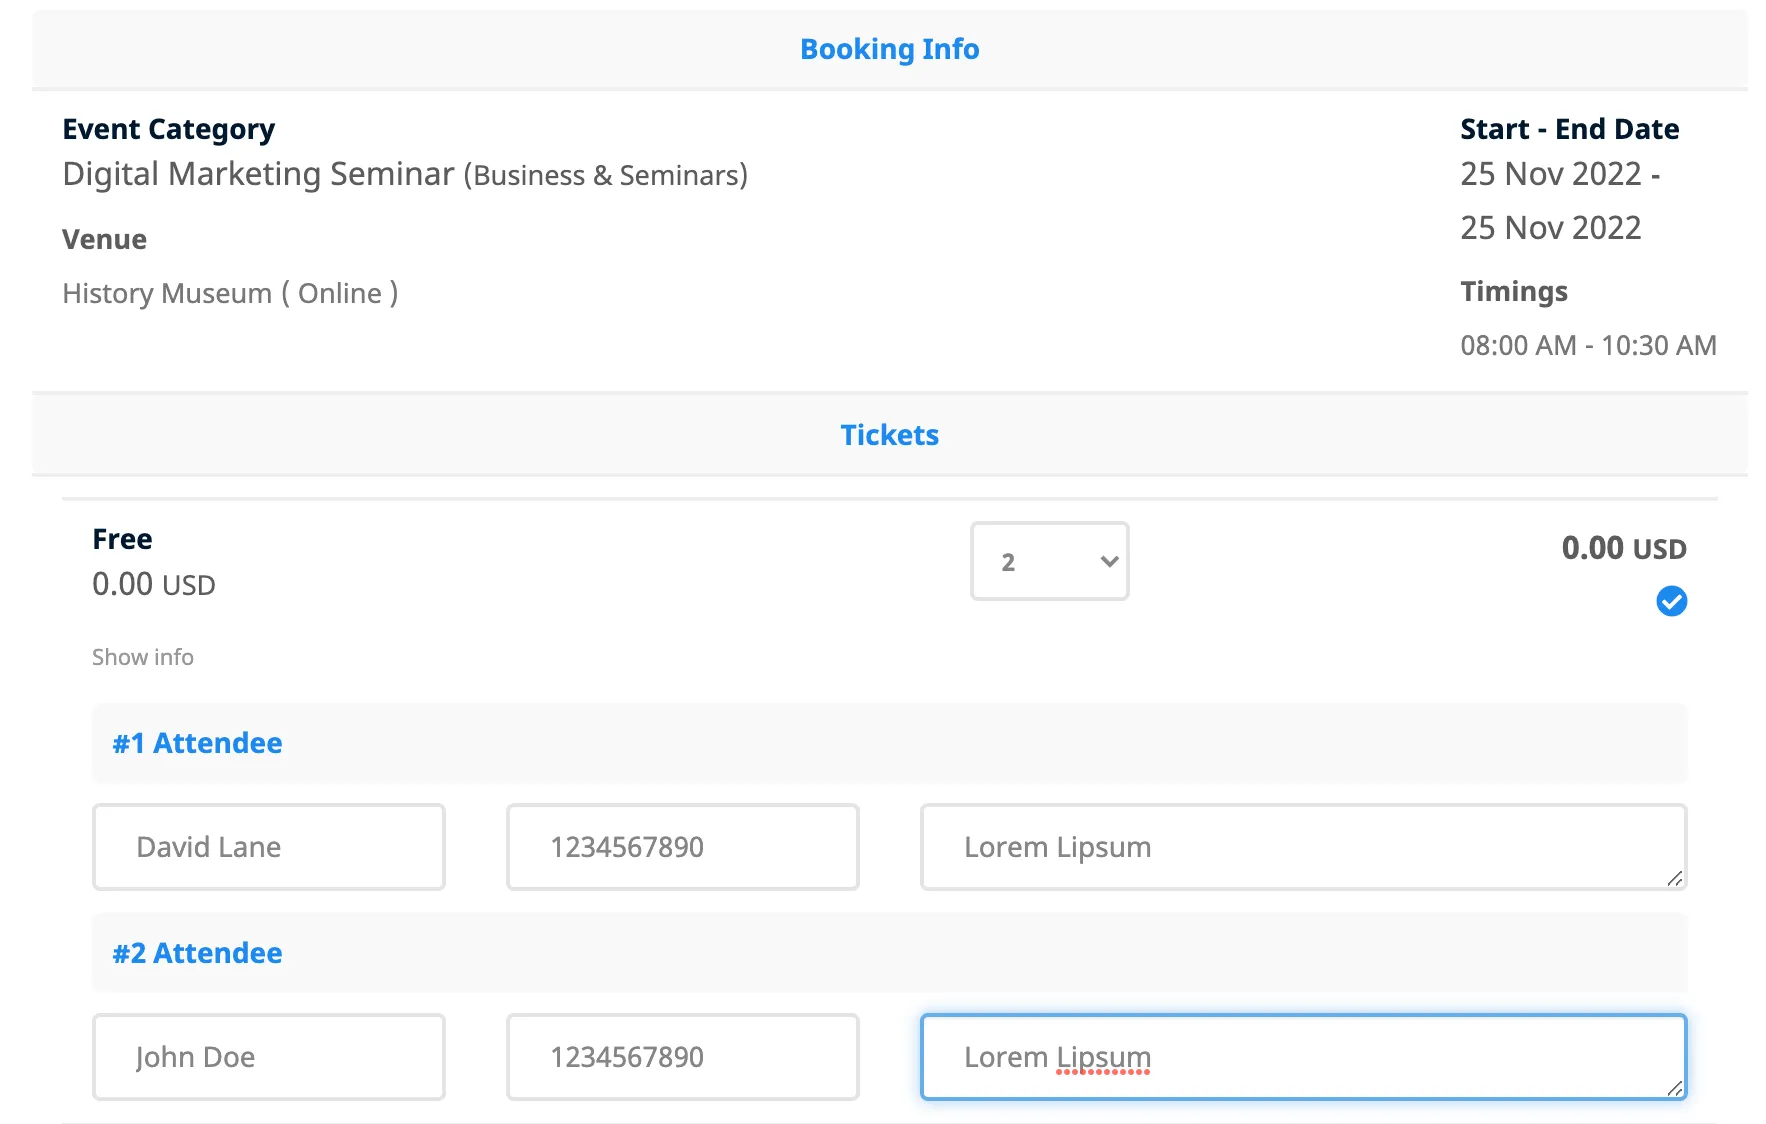 Booking Info
Event Category
Digital Marketing Seminar (Business & Seminars)
Venue
History Museum ( Online )
Start - End Date
25 Nov 2022 -
25 Nov 2022
Timings
08:00 AM - 10:30 AM
Tickets
Free
0.00 USD
2
0.00 USD
Show info
#1 Attendee
David Lane
1234567890
Lorem Lipsum
#2 Attendee
John Doe
1234567890
Lorem Lipsum